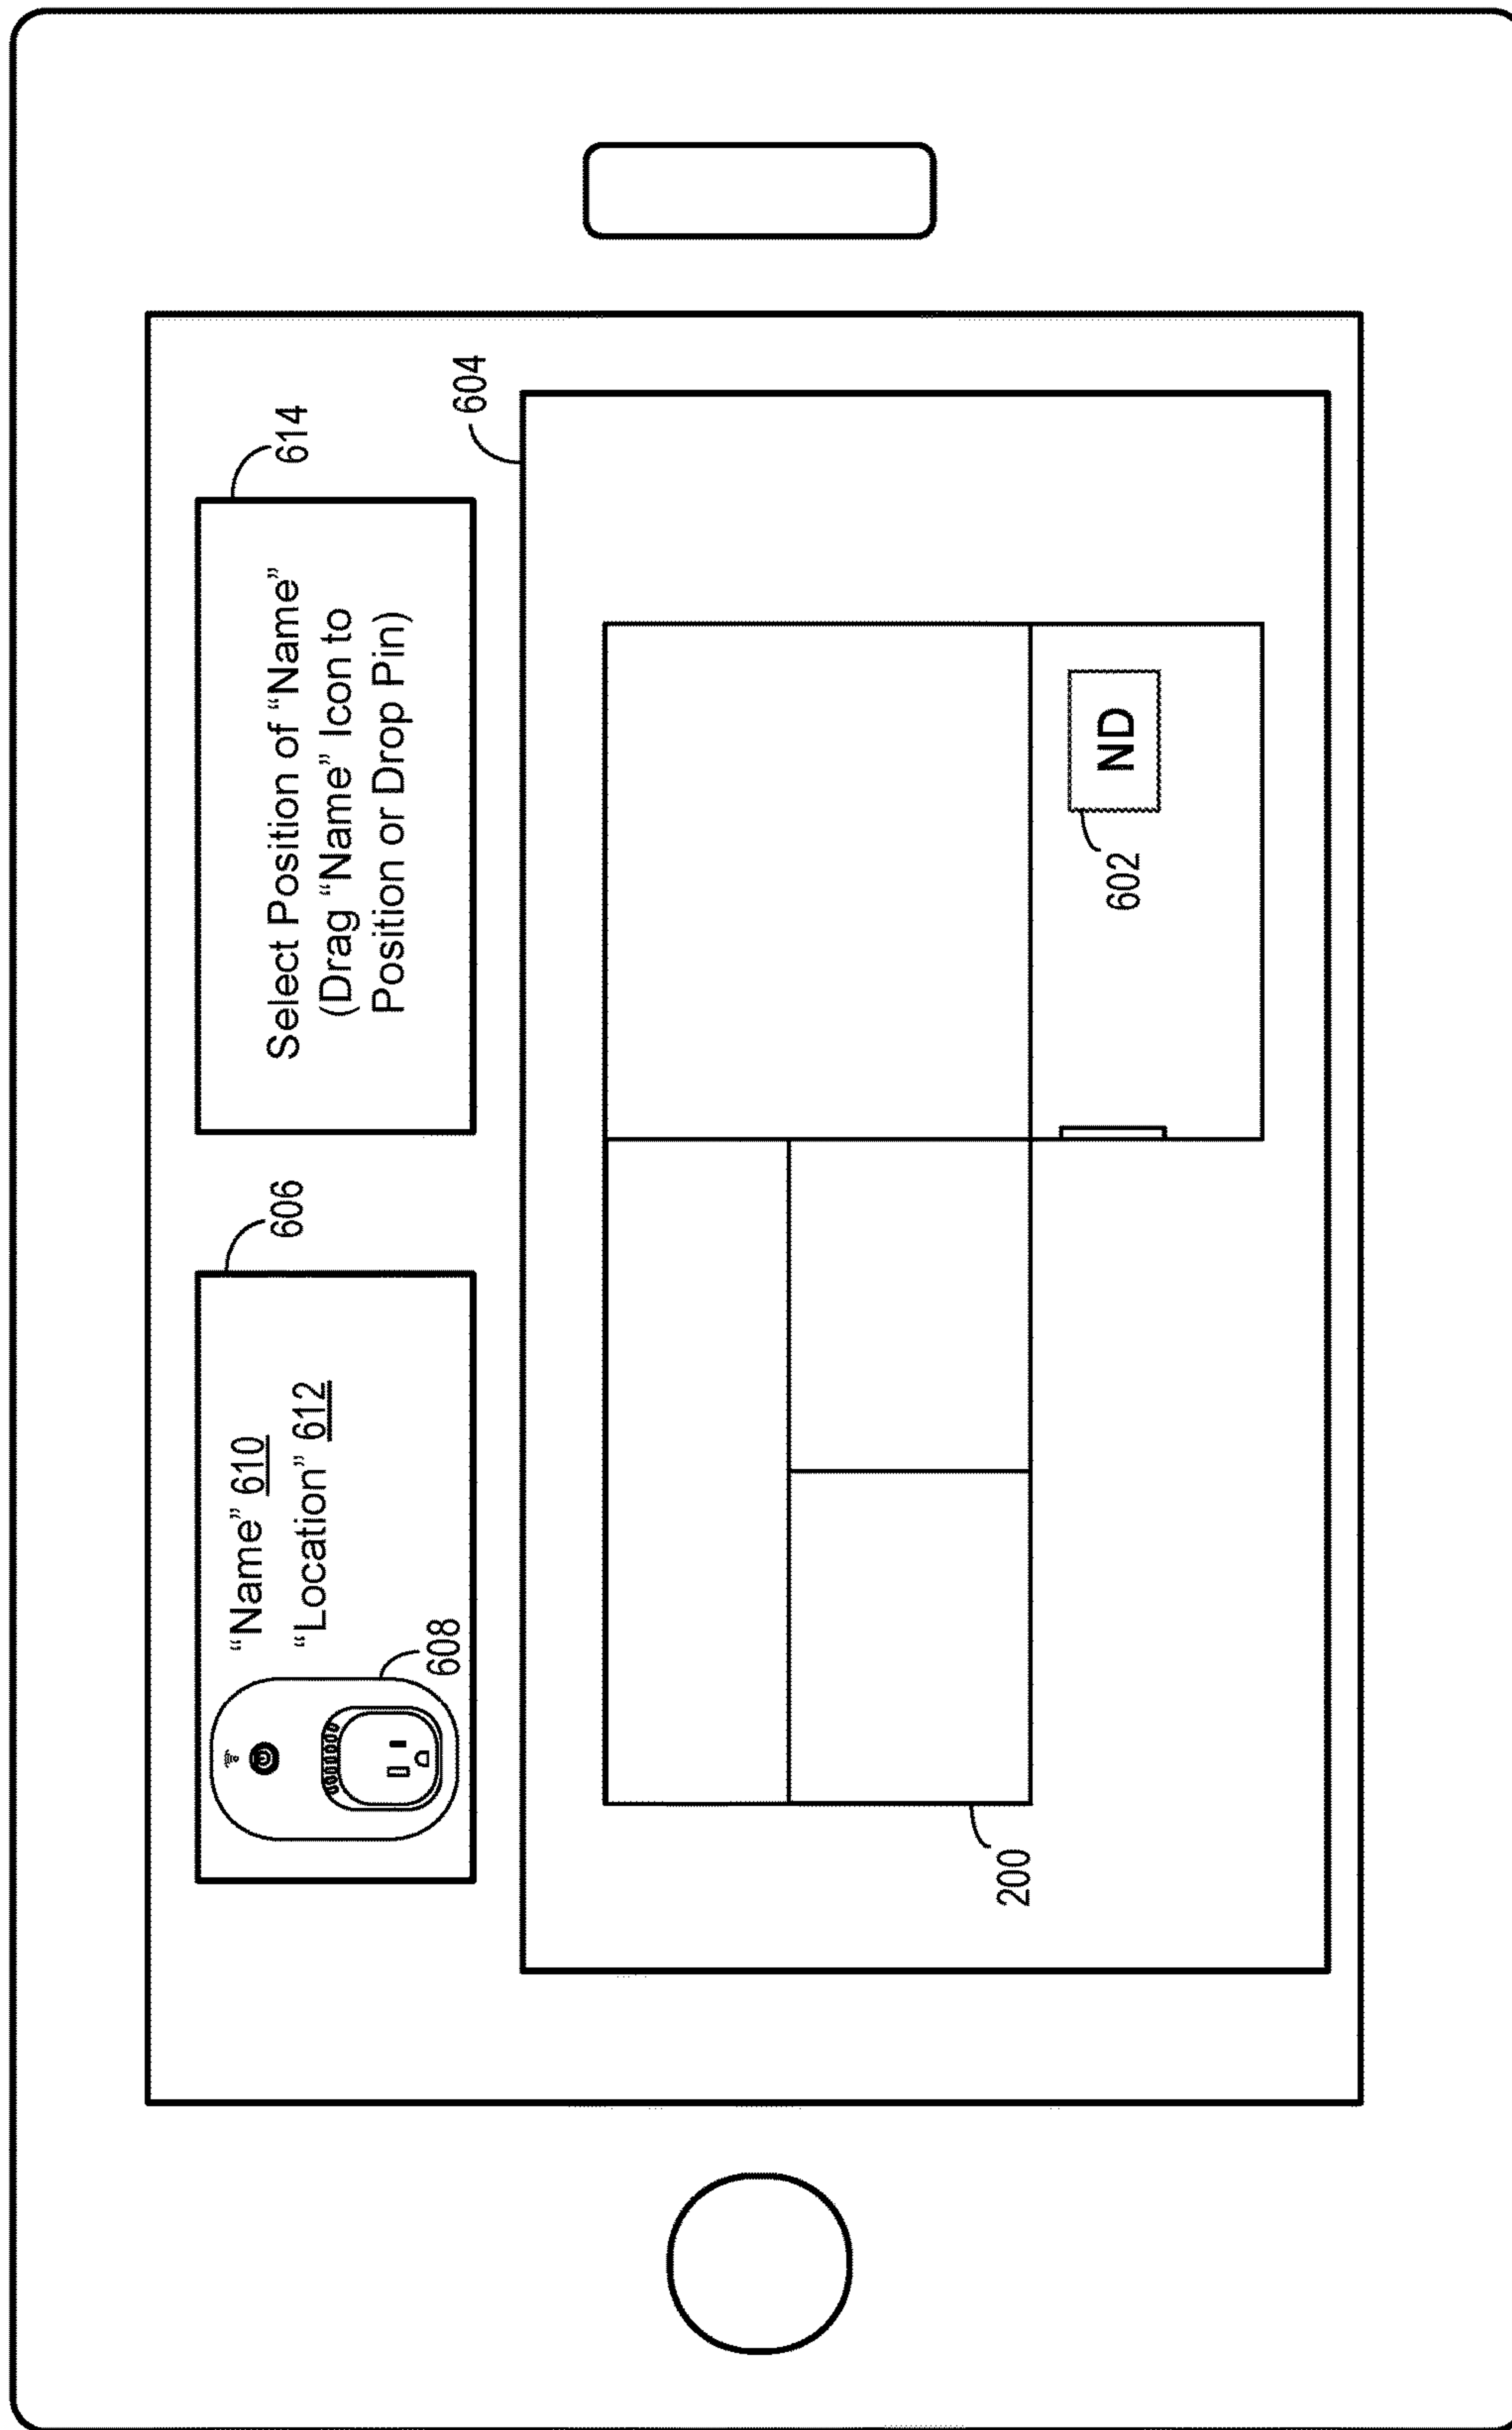 “Name” 610
“Location” 612
608
606
Select Position of “Name”
(Drag “Name” Icon to
Position or Drop Pin)
614
604
200
602
ND